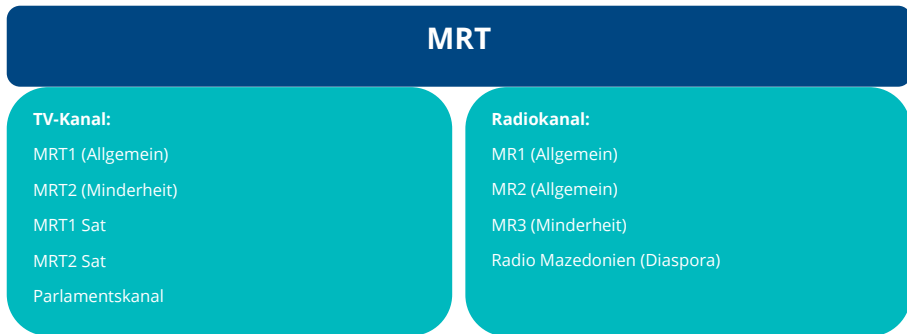 MRT
TV-Kanal:
MRT1 (Allgemein)
MRT2 (Minderheit)
MRT1 Sat
MRT2 Sat
Parlamentskanal
Radiokanal:
MR1 (Allgemein)
MR2 (Allgemein)
MR3 (Minderheit)
Radio Mazedonien (Diaspora)